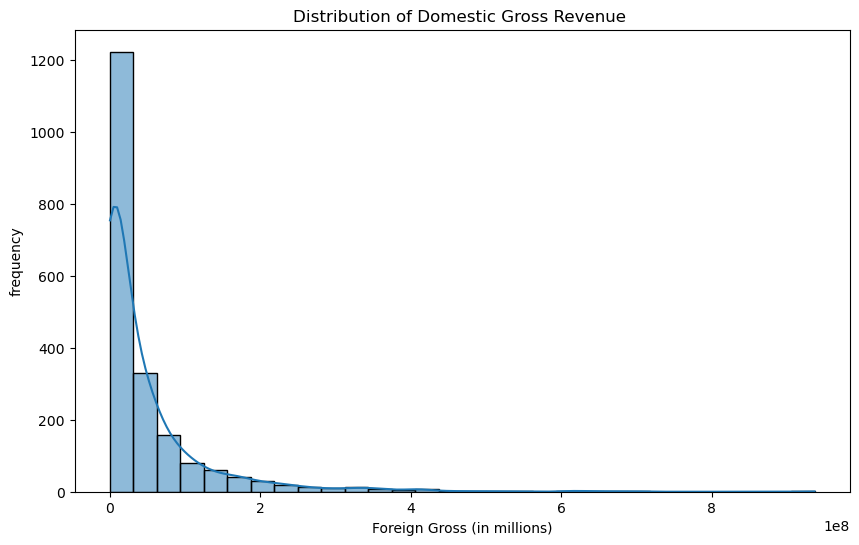 Distribution of Domestic Gross Revenue
1200
1000
800
600
400
200
0
frequency
0 2 4 6 8
1e8
Foreign Gross (in millions)